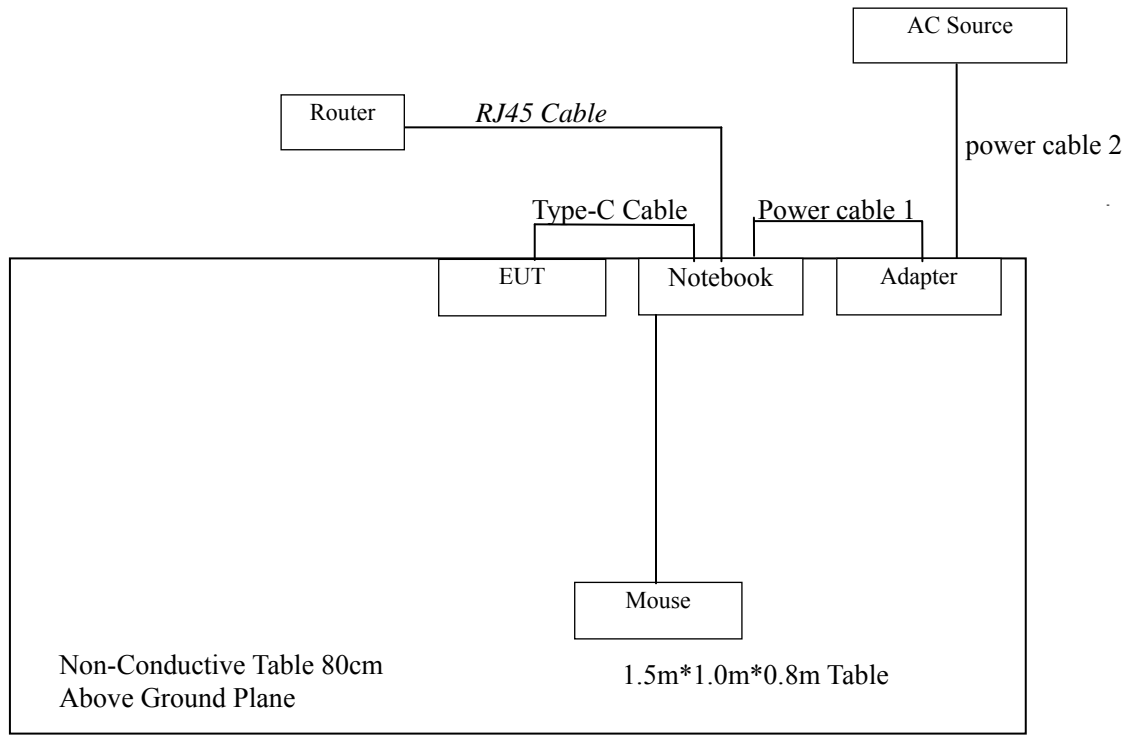 AC Source
Router
RJ45 Cable
power cable 2
Type-C Cable
Power cable 1
EUT
Notebook
Adapter
Mouse
Non-Conductive Table 80cm
Above Ground Plane
1.5m*1.0m*0.8m Table